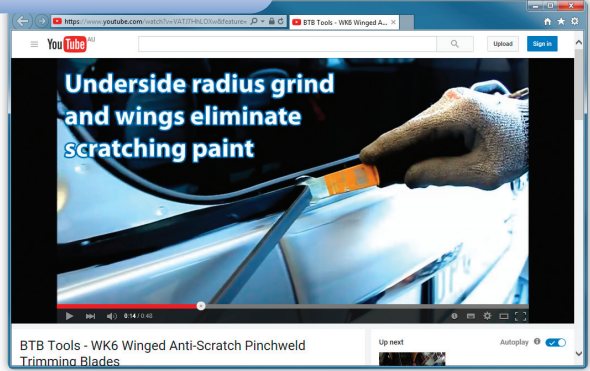 https://www.youtube.com/watch?v=VATJ7HhLOXw&feature=
BTB Tools - WK6 Winged A...
You Tube AU
Upload
Sign in
Underside radius grind
and wings eliminate
scratching paint
0:14 / 0:48
BTB Tools - WK6 Winged Anti-Scratch Pinchweld
Trimming Blades
Up next
Autoplay